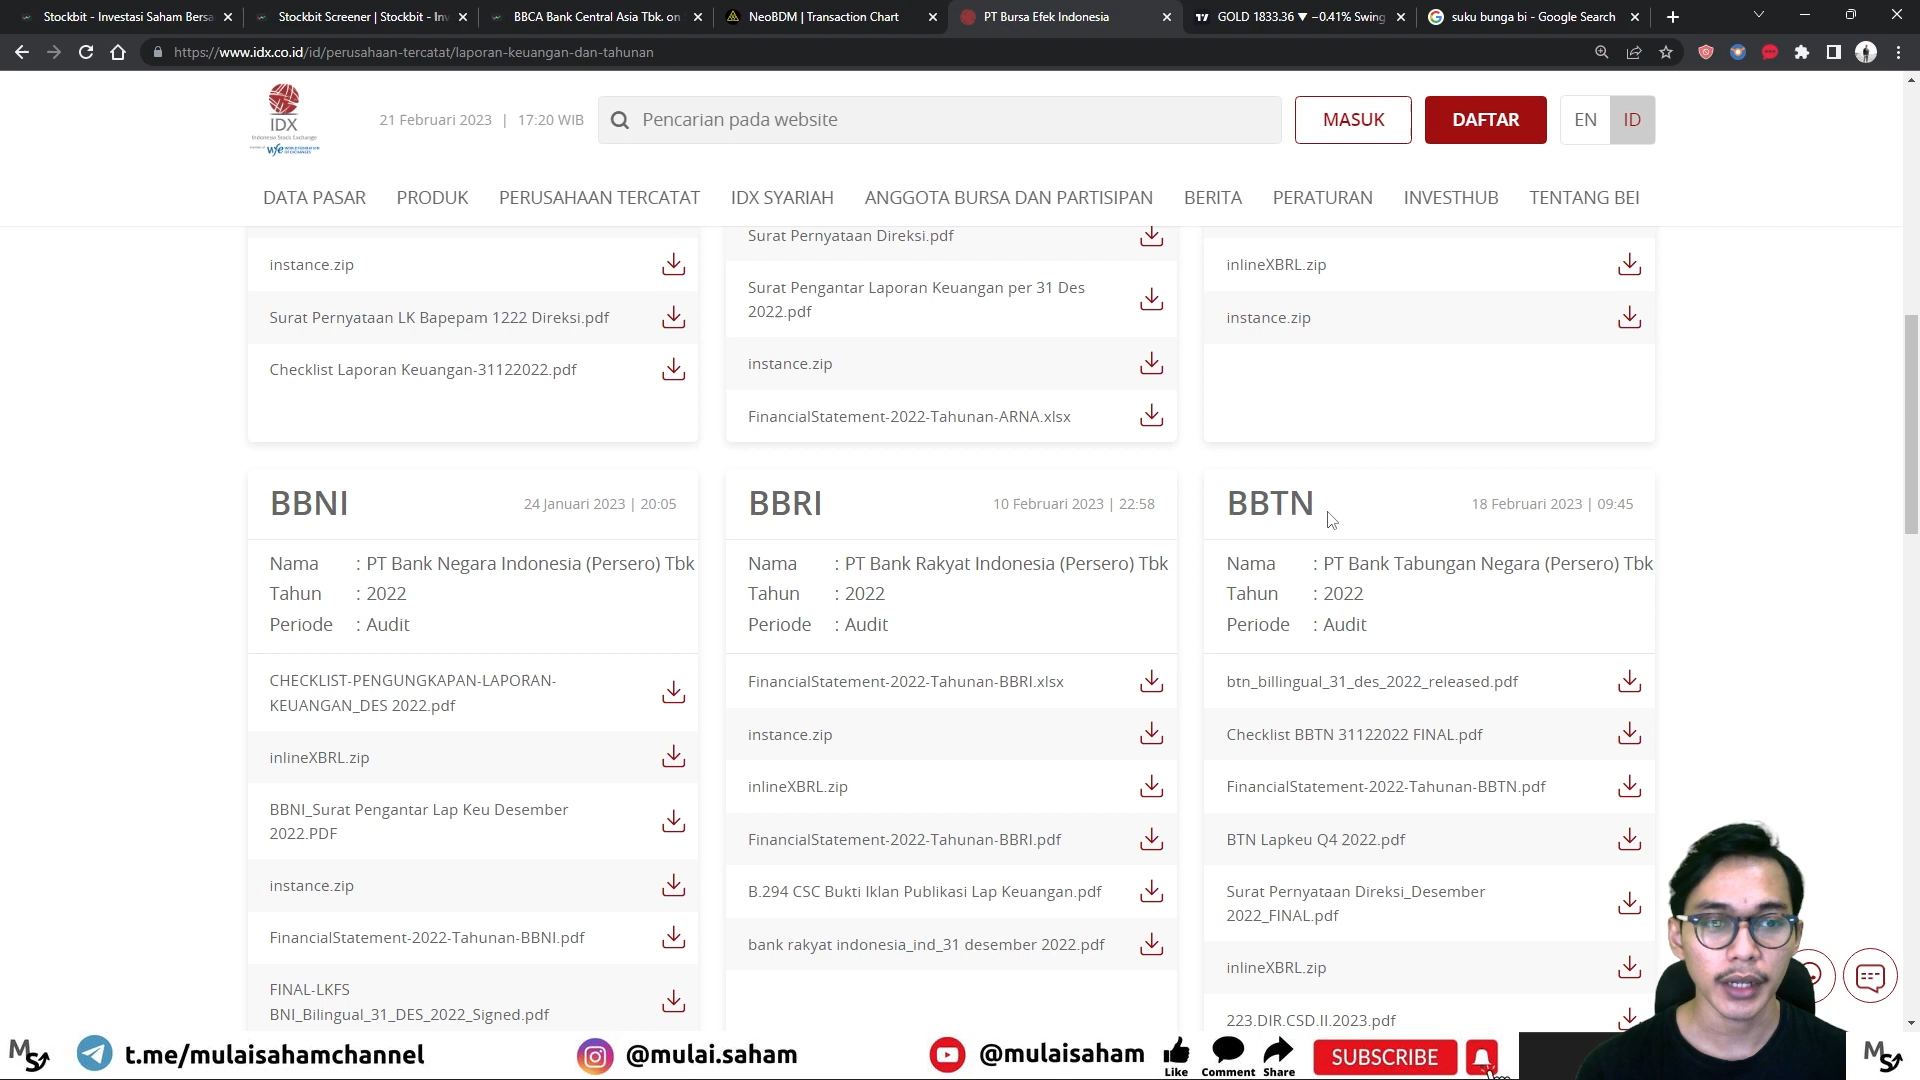 Stockbit - Investasi Saham Bersa
Stockbit Screener | Stockbit - Inv
BBCA Bank Central Asia Tbk. on
NeoBDM | Transaction Chart
PT Bursa Efek Indonesia
GOLD 1833.36 ▼ −0.41% Swing
suku bunga bi - Google Search
https://www.idx.co.id/id/perusahaan-tercatat/laporan-keuangan-dan-tahunan
IDX
Indonesia Stock Exchange
wfe
21 Februari 2023 | 17:20 WIB
Pencarian pada website
MASUK
DAFTAR
EN
ID
DATA PASAR
PRODUK
PERUSAHAAN TERCATAT
IDX SYARIAH
ANGGOTA BURSA DAN PARTISIPAN
BERITA
PERATURAN
INVESTHUB
TENTANG BEI
instance.zip
Surat Pernyataan LK Bapepam 1222 Direksi.pdf
Checklist Laporan Keuangan-31122022.pdf
Surat Pernyataan Direksi.pdf
Surat Pengantar Laporan Keuangan per 31 Des
2022.pdf
instance.zip
FinancialStatement-2022-Tahunan-ARNA.xlsx
inlineXBRL.zip
instance.zip
BBNI
24 Januari 2023 | 20:05
Nama : PT Bank Negara Indonesia (Persero) Tbk
Tahun : 2022
Periode : Audit
CHECKLIST-PENGUNGKAPAN-LAPORAN-
KEUANGAN_DES 2022.pdf
inlineXBRL.zip
BBNI_Surat Pengantar Lap Keu Desember
2022.PDF
instance.zip
FinancialStatement-2022-Tahunan-BBNI.pdf
FINAL-LKFS
BNI_Bilingual_31_DES_2022_Signed.pdf
BBRI
10 Februari 2023 | 22:58
Nama : PT Bank Rakyat Indonesia (Persero) Tbk
Tahun : 2022
Periode : Audit
FinancialStatement-2022-Tahunan-BBRI.xlsx
instance.zip
inlineXBRL.zip
FinancialStatement-2022-Tahunan-BBRI.pdf
B.294 CSC Bukti Iklan Publikasi Lap Keuangan.pdf
bank rakyat indonesia_ind_31 desember 2022.pdf
BBTN
18 Februari 2023 | 09:45
Nama : PT Bank Tabungan Negara (Persero) Tbk
Tahun : 2022
Periode : Audit
btn_billingual_31_des_2022_released.pdf
Checklist BBTN 31122022 FINAL.pdf
FinancialStatement-2022-Tahunan-BBTN.pdf
BTN Lapkeu Q4 2022.pdf
Surat Pernyataan Direksi_Desember
2022_FINAL.pdf
inlineXBRL.zip
223.DIR.CSD.II.2023.pdf
MS
t.me/mulaisahamchannel
@mulai.saham
@mulaisaham
Like
Comment
Share
SUBSCRIBE
MS